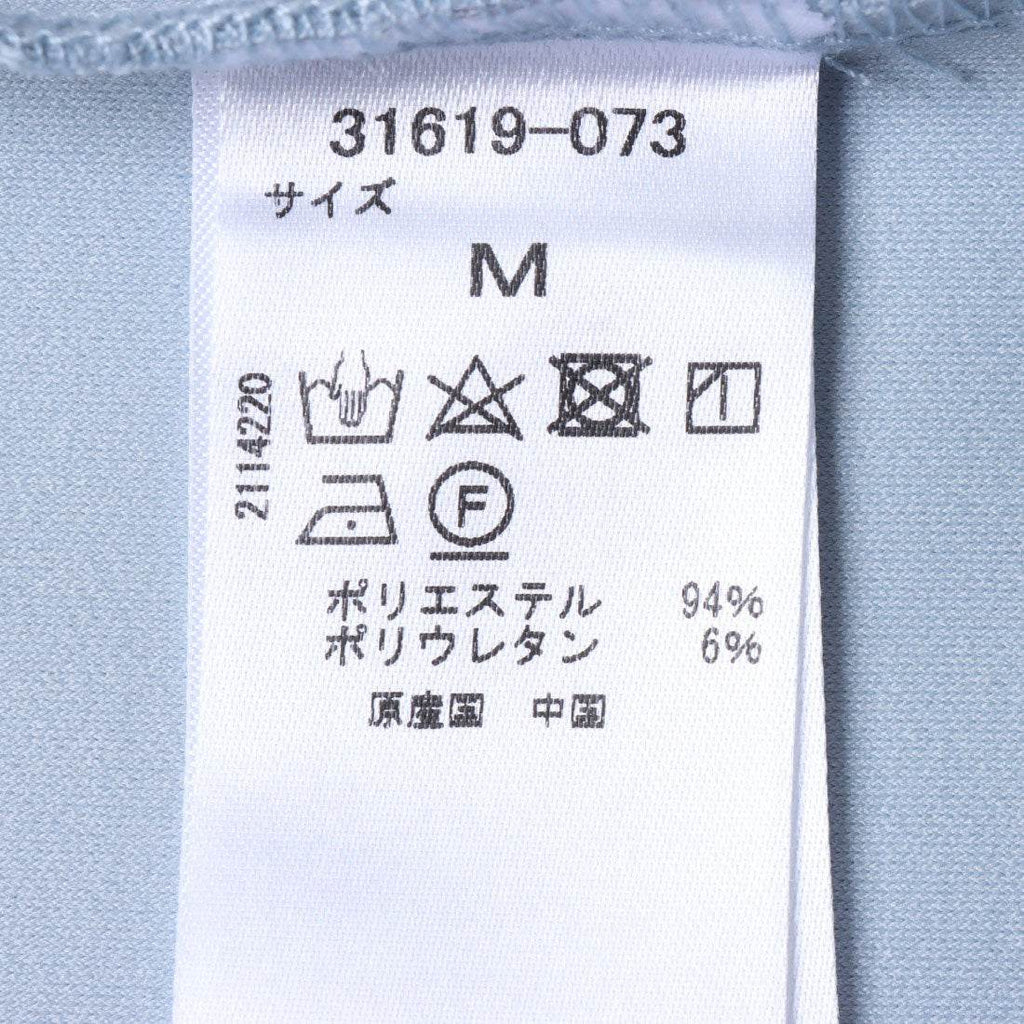 31619-073
サイズ
M
2114220
F
ポリエステル 94%
ポリウレタン 6%
原産国 中国